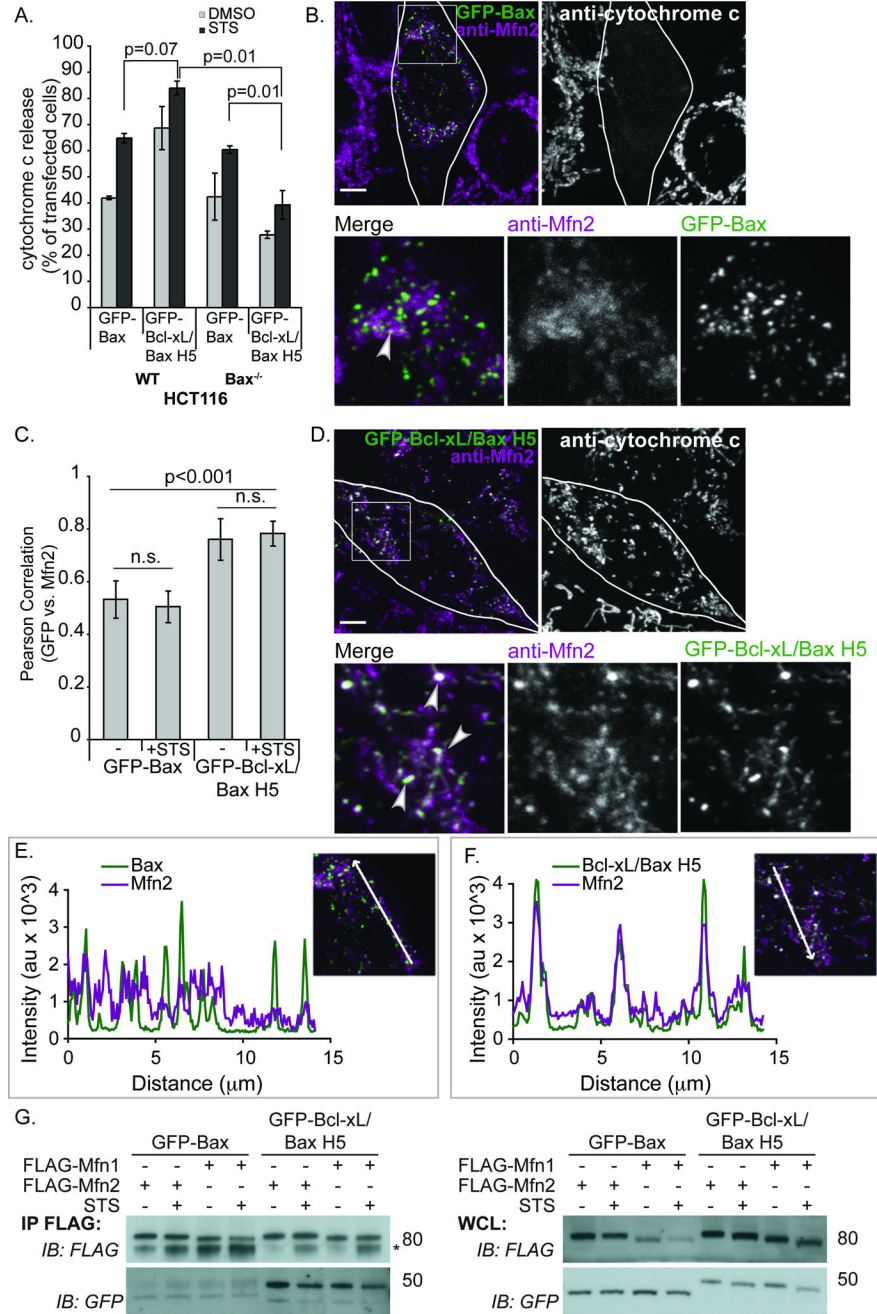 A.
DMSO
STS
p=0.07
p=0.01
p=0.01
cytochrome c release
(% of transfected cells)
100
90
80
70
60
50
40
30
20
10
0
GFP-
Bax
GFP-
Bcl-xL/
Bax H5
GFP-
Bax
GFP-
Bcl-xL/
Bax H5
WT
Bax-/-
HCT116
B.
GFP-Bax
anti-Mfn2
anti-cytochrome c
Merge
anti-Mfn2
GFP-Bax
C.
p<0.001
n.s.
n.s.
Pearson Correlation
(GFP vs. Mfn2)
1
0.8
0.6
0.4
0.2
0
- +STS - +STS
GFP-Bax
GFP-Bcl-xL/
Bax H5
D.
GFP-Bcl-xL/Bax H5
anti-Mfn2
anti-cytochrome c
Merge
anti-Mfn2
GFP-Bcl-xL/Bax H5
E.
Bax
Mfn2
Intensity (au x 10^3)
4
3
2
1
0
0 5 10 15
Distance (μm)
F.
Bcl-xL/Bax H5
Mfn2
Intensity (au x 10^3)
4
3
2
1
0
0 5 10 15
Distance (μm)
G.
GFP-Bax
GFP-Bcl-xL/
Bax H5
FLAG-Mfn1 - - + + - - + +
FLAG-Mfn2 + + - - + + - -
STS - + - + - + - +
IP FLAG:
IB: FLAG
80
*
IB: GFP
50
GFP-Bax
GFP-Bcl-xL/
Bax H5
FLAG-Mfn1 - - + + - - + +
FLAG-Mfn2 + + - - + + - -
STS - + - + - + - +
WCL:
IB: FLAG
80
IB: GFP
50